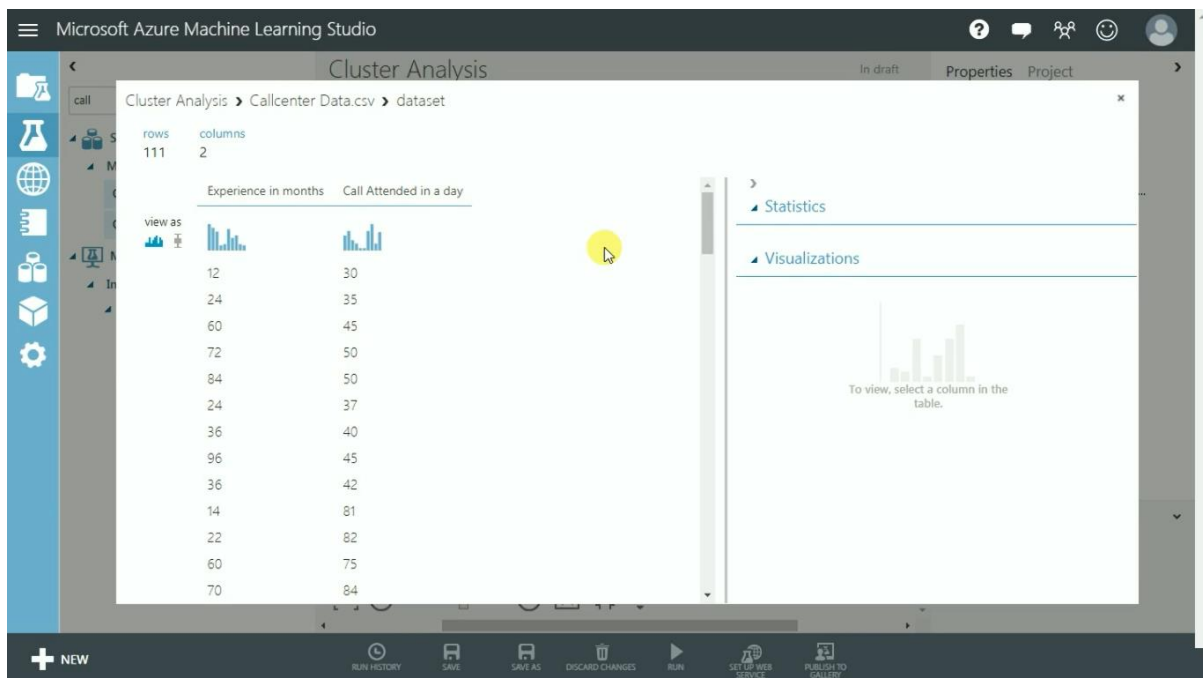 Microsoft Azure Machine Learning Studio
Cluster Analysis
In draft
Properties Project
call
Cluster Analysis > Callcenter Data.csv > dataset
rows columns
111 2
Experience in months Call Attended in a day
view as
12 30
24 35
60 45
72 50
84 50
24 37
36 40
96 45
36 42
14 81
22 82
60 75
70 84
Statistics
Visualizations
To view, select a column in the
table.
S
M
In
NEW
RUN HISTORY
SAVE
SAVE AS
DISCARD CHANGES
RUN
SET UP WEB
SERVICE
PUBLISH TO
GALLERY